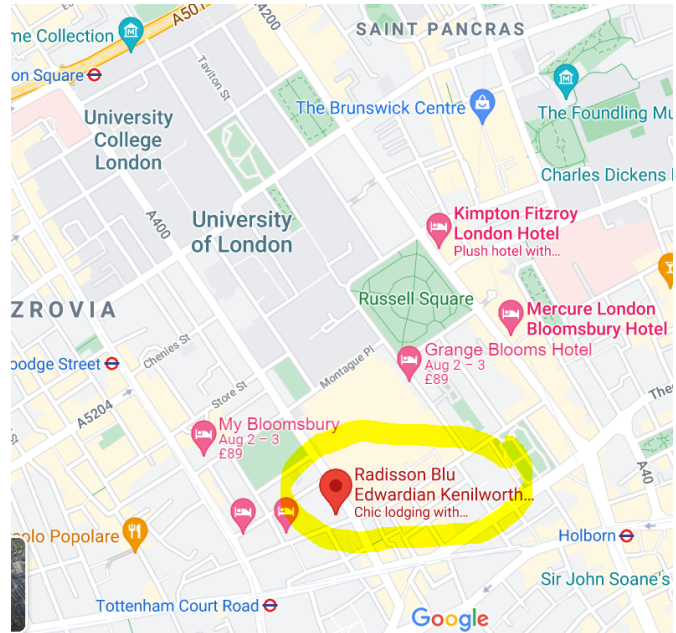 me Collection
A501
A4200
SAINT PANCRAS
on Square
Taviton St
The Brunswick Centre
University
College
London
The Foundling Mu
Charles Dickens
A400
University
of London
Kimpton Fitzroy
London Hotel
Plush hotel with...
Russell Square
ZROVIA
Mercure London
Bloomsbury Hotel
Chenies St
Montague Pl
Grange Blooms Hotel
Aug 2 – 3
£89
oodge Street
Store St
A5204
My Bloomsbury
Aug 2 – 3
£89
Theo
A40
Radisson Blu
Edwardian Kenilworth...
Chic lodging with...
olo Popolare
Holborn
Sir John Soane's
Tottenham Court Road
Google